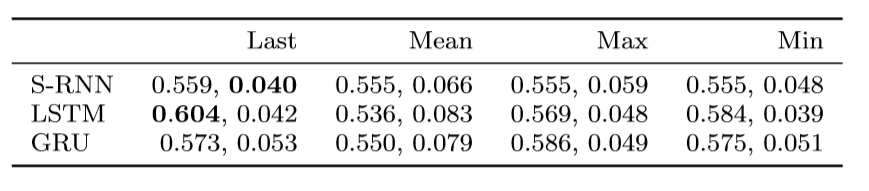 Last Mean Max Min
S-RNN 0.559, 0.040 0.555, 0.066 0.555, 0.059 0.555, 0.048
LSTM 0.604, 0.042 0.536, 0.083 0.569, 0.048 0.584, 0.039
GRU 0.573, 0.053 0.550, 0.079 0.586, 0.049 0.575, 0.051